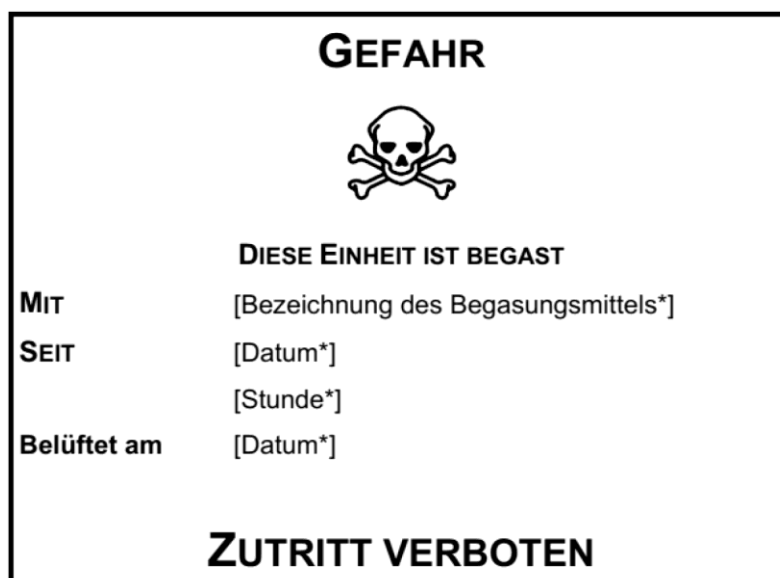 GEFAHR
DIESE EINHEIT IST BEGAST
MIT [Bezeichnung des Begasungsmittels*]
SEIT [Datum*]
[Stunde*]
Belüftet am [Datum*]
ZUTRITT VERBOTEN